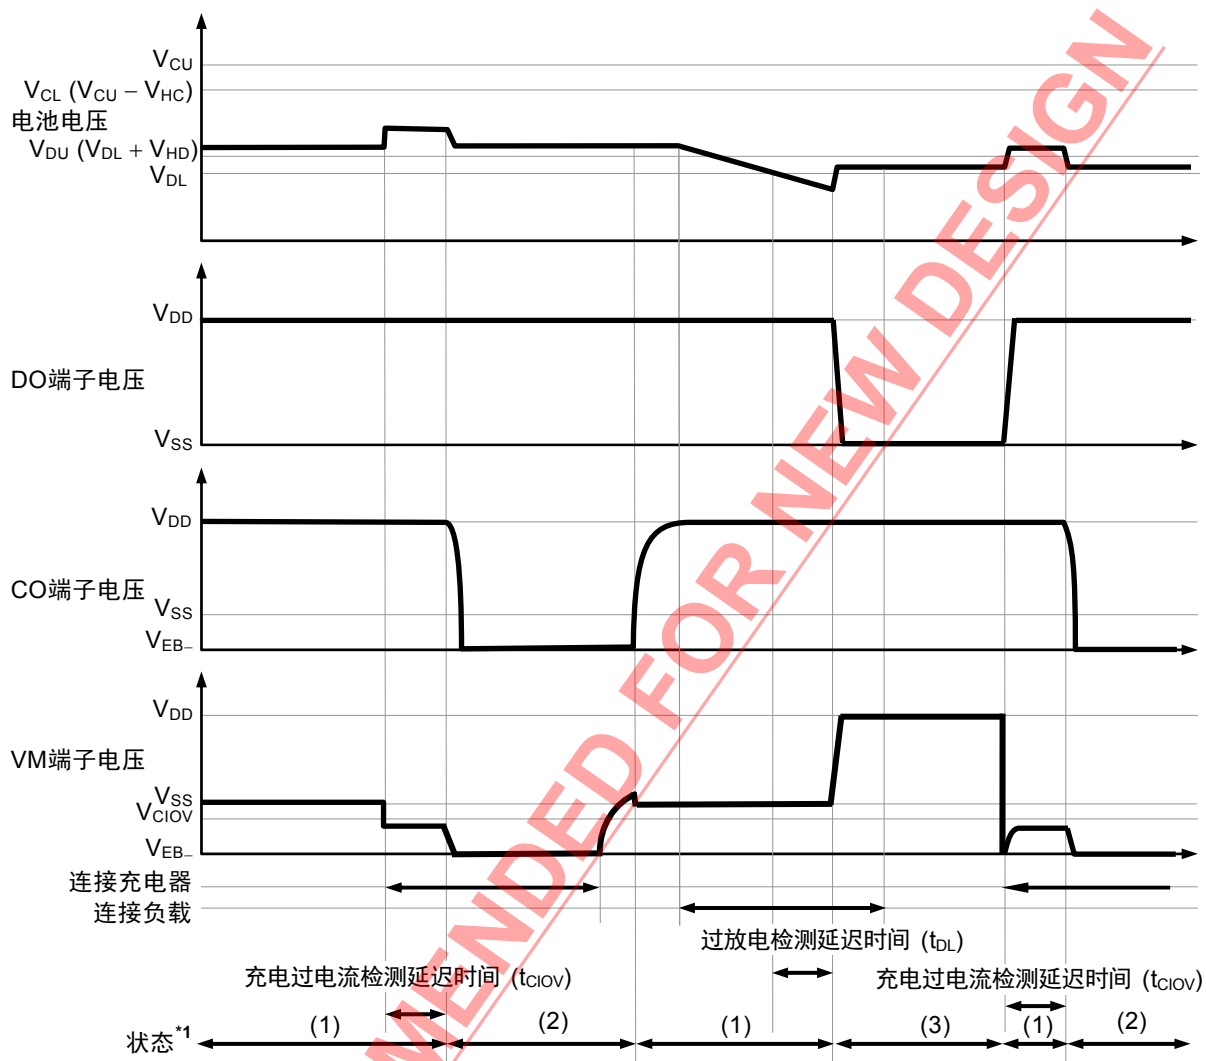 VCU
VCL (VCU − VHC)
电池电压
VDU (VDL + VHD)
VDL
VDD
DO端子电压
VSS
VDD
CO端子电压
VSS
VEB−
VDD
VM端子电压
VSS
VCIOV
VEB−
连接充电器
连接负载
过放电检测延迟时间 (tDL)
充电过电流检测延迟时间 (tCIOV)
充电过电流检测延迟时间 (tCIOV)
状态*1
(1)
(2)
(1)
(3)
(1)
(2)
MENDED FOR NEW DESIGN